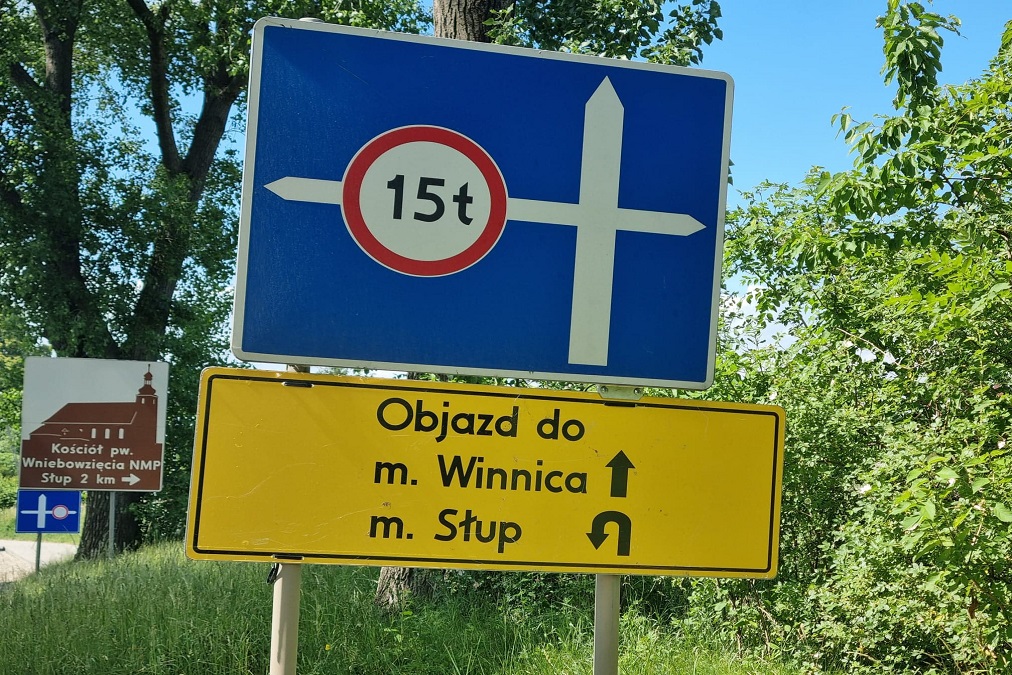 15t
Objazd do
m. Winnica
m. Słup
Kościół pw.
Wniebowzięcia NMP
Słup 2 km